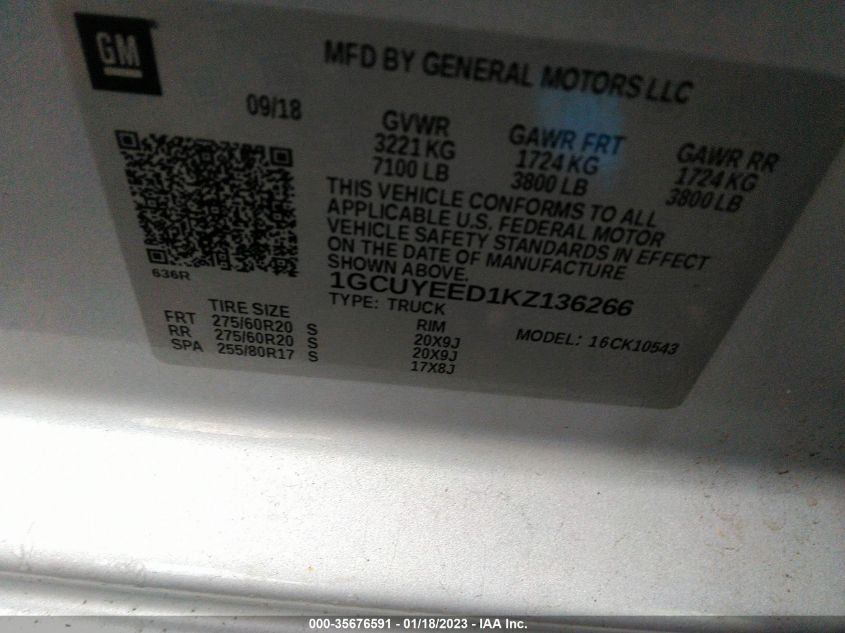 GM
MFD BY GENERAL MOTORS LLC
09/18
GVWR
3221 KG
7100 LB
GAWR FRT
1724 KG
3800 LB
GAWR RR
1724 KG
3800 LB
THIS VEHICLE CONFORMS TO ALL
APPLICABLE U.S. FEDERAL MOTOR
VEHICLE SAFETY STANDARDS IN EFFECT
ON THE DATE OF MANUFACTURE
SHOWN ABOVE.
636R
1GCUYEED1KZ136266
TYPE: TRUCK
MODEL: 16CK10543
TIRE SIZE RIM
FRT 275/60R20 S 20X9J
RR 275/60R20 S 20X9J
SPA 255/80R17 S 17X8J
000-35676591 — 01/18/2023 — IAA Inc.